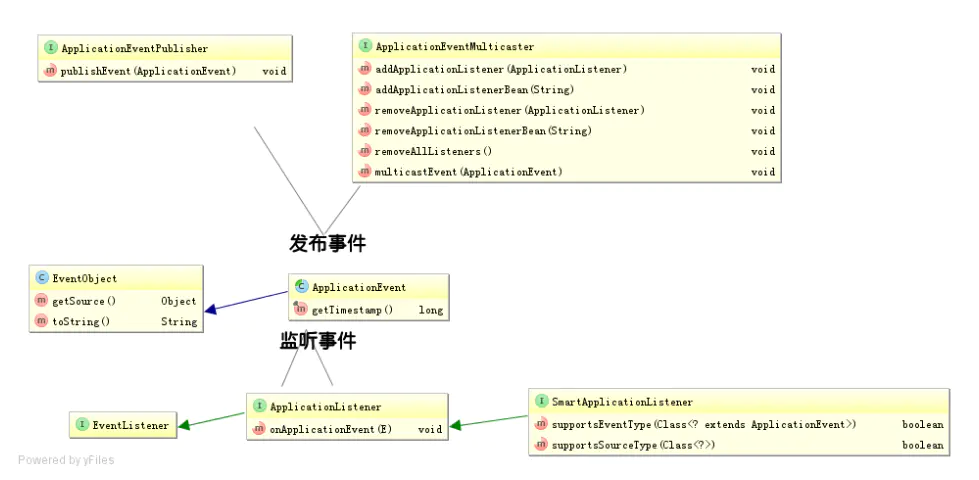 I ApplicationEventPublisher
m publishEvent(ApplicationEvent) void
I ApplicationEventMulticaster
m addApplicationListener(ApplicationListener) void
m addApplicationListenerBean(String) void
m removeApplicationListener(ApplicationListener) void
m removeApplicationListenerBean(String) void
m removeAllListeners() void
m multicastEvent(ApplicationEvent) void
发布事件
C EventObject
m getSource() Object
m toString() String
C ApplicationEvent
m getTimestamp() long
监听事件
I EventListener
I ApplicationListener
m onApplicationEvent(E) void
I SmartApplicationListener
m supportsEventType(Class<? extends ApplicationEvent>) boolean
m supportsSourceType(Class<?>) boolean
Powered by yFiles